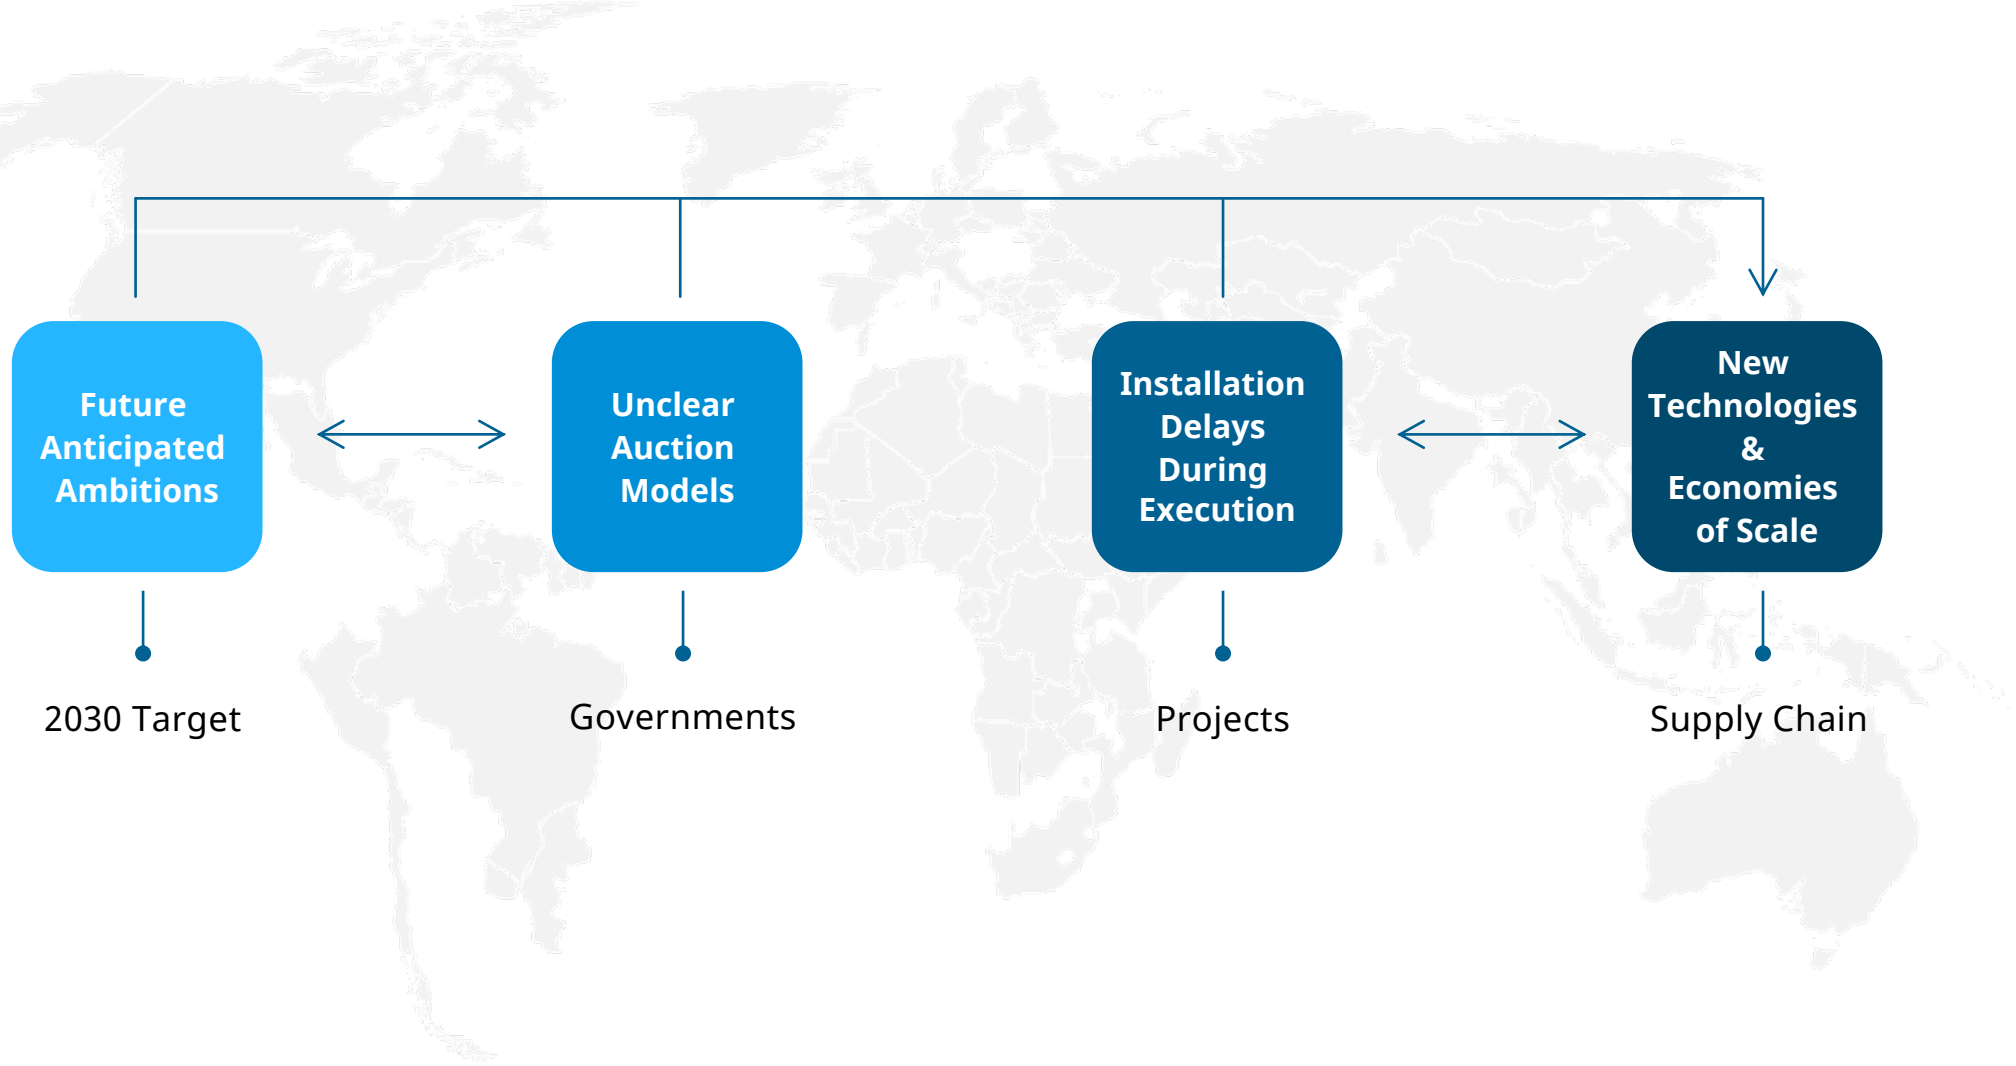 Future
Anticipated
Ambitions
Unclear
Auction
Models
Installation
Delays
During
Execution
New
Technologies
&
Economies
of Scale
2030 Target
Governments
Projects
Supply Chain